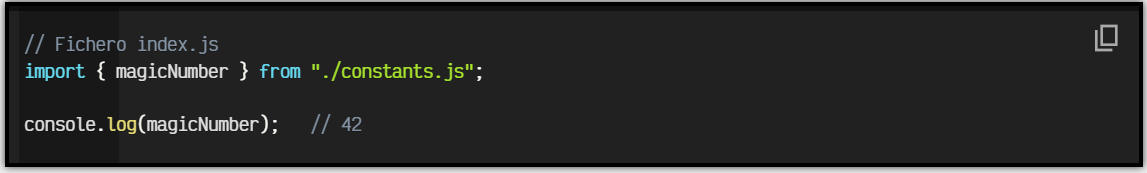 // Fichero index.js
import { magicNumber } from "./constants.js";
console.log(magicNumber);   // 42